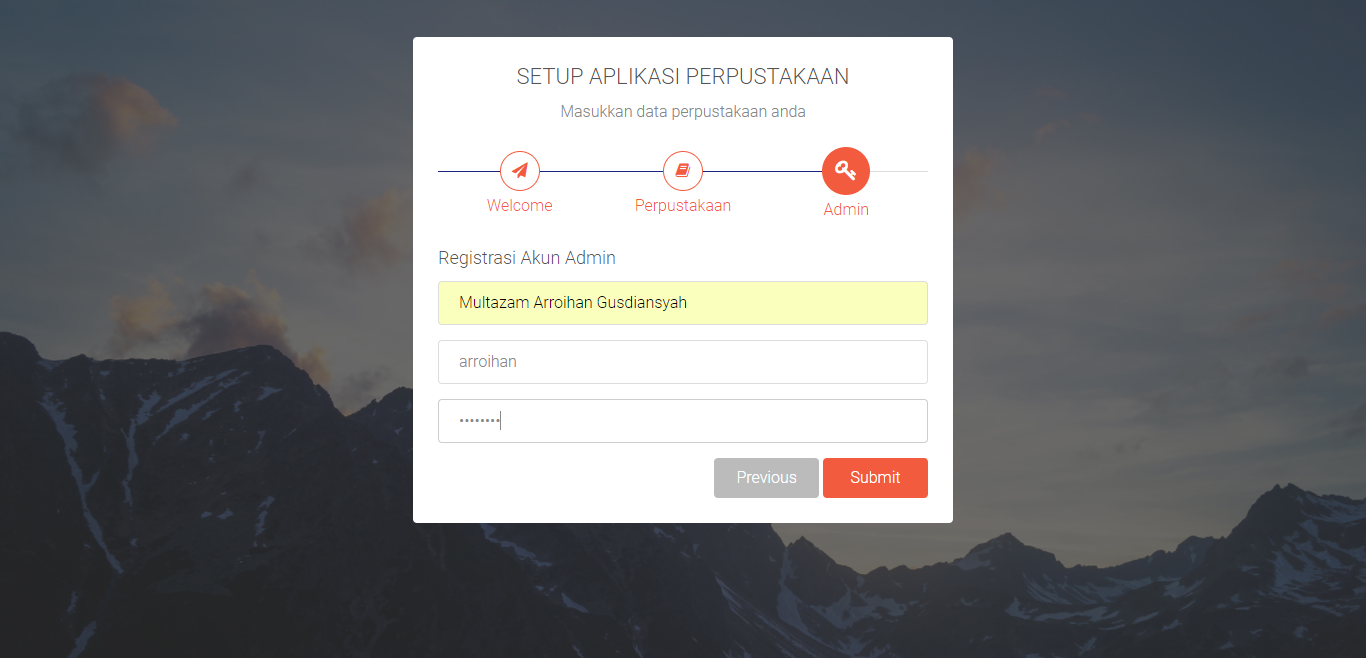 SETUP APLIKASI PERPUSTAKAAN
Masukkan data perpustakaan anda
Welcome
Perpustakaan
Admin
Registrasi Akun Admin
Multazam Arroihan Gusdiansyah
arroihan
••••••••
Previous
Submit